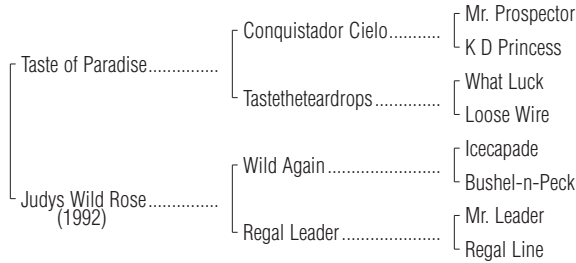 Mr. Prospector
Conquistador Cielo...........
K D Princess
Taste of Paradise...............
What Luck
Tastetheteardrops..............
Loose Wire
Icecapade
Wild Again........................
Bushel-n-Peck
Judys Wild Rose...............
(1992)
Mr. Leader
Regal Leader.....................
Regal Line